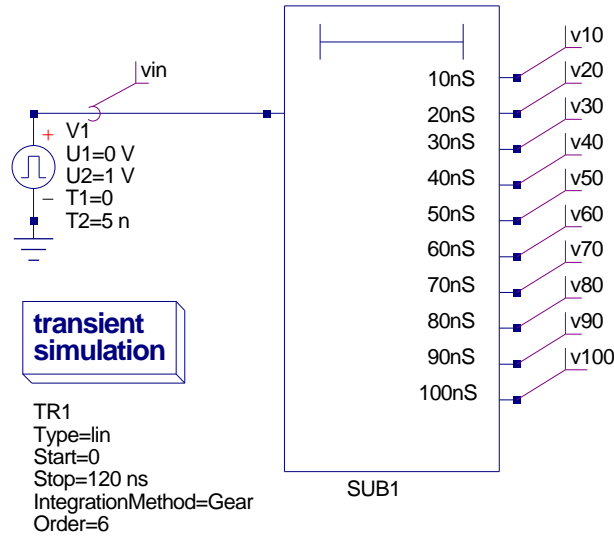 vin
+
V1
U1=0 V
U2=1 V
−
T1=0
T2=5 n
10nS
20nS
30nS
40nS
50nS
60nS
70nS
80nS
90nS
100nS
v10
v20
v30
v40
v50
v60
v70
v80
v90
v100
SUB1
transient
simulation
TR1
Type=lin
Start=0
Stop=120 ns
IntegrationMethod=Gear
Order=6